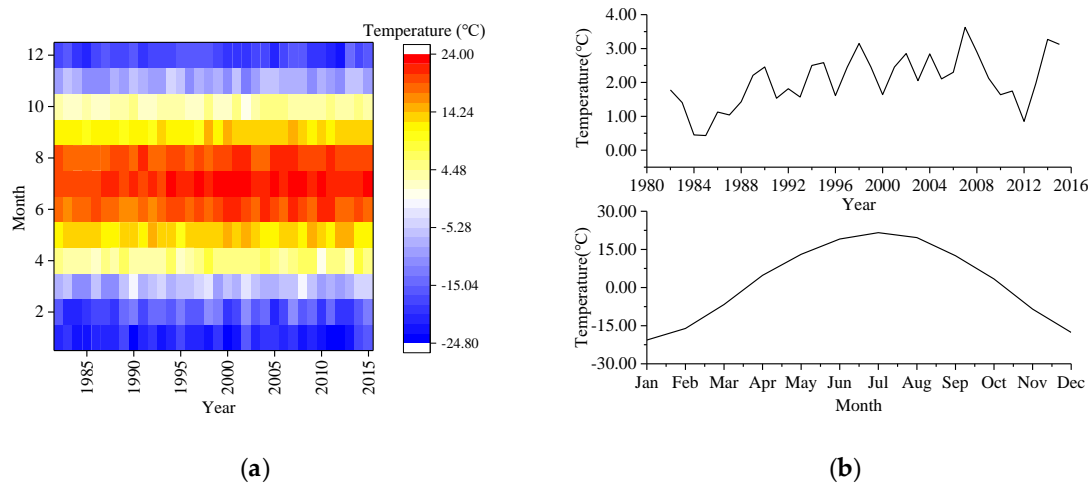 Temperature (℃)
24.00
14.24
4.48
-5.28
-15.04
-24.80
Month
12
10
8
6
4
2
1985
1990
1995
2000
2005
2010
2015
Year
(a)
Temperature(℃)
4.00
3.00
2.00
1.00
0.00
1980 1984 1988 1992 1996 2000 2004 2008 2012 2016
Year
Temperature(℃)
30.00
15.00
0.00
-15.00
-30.00
Jan Feb Mar Apr May Jun Jul Aug Sep Oct Nov Dec
Month
(b)